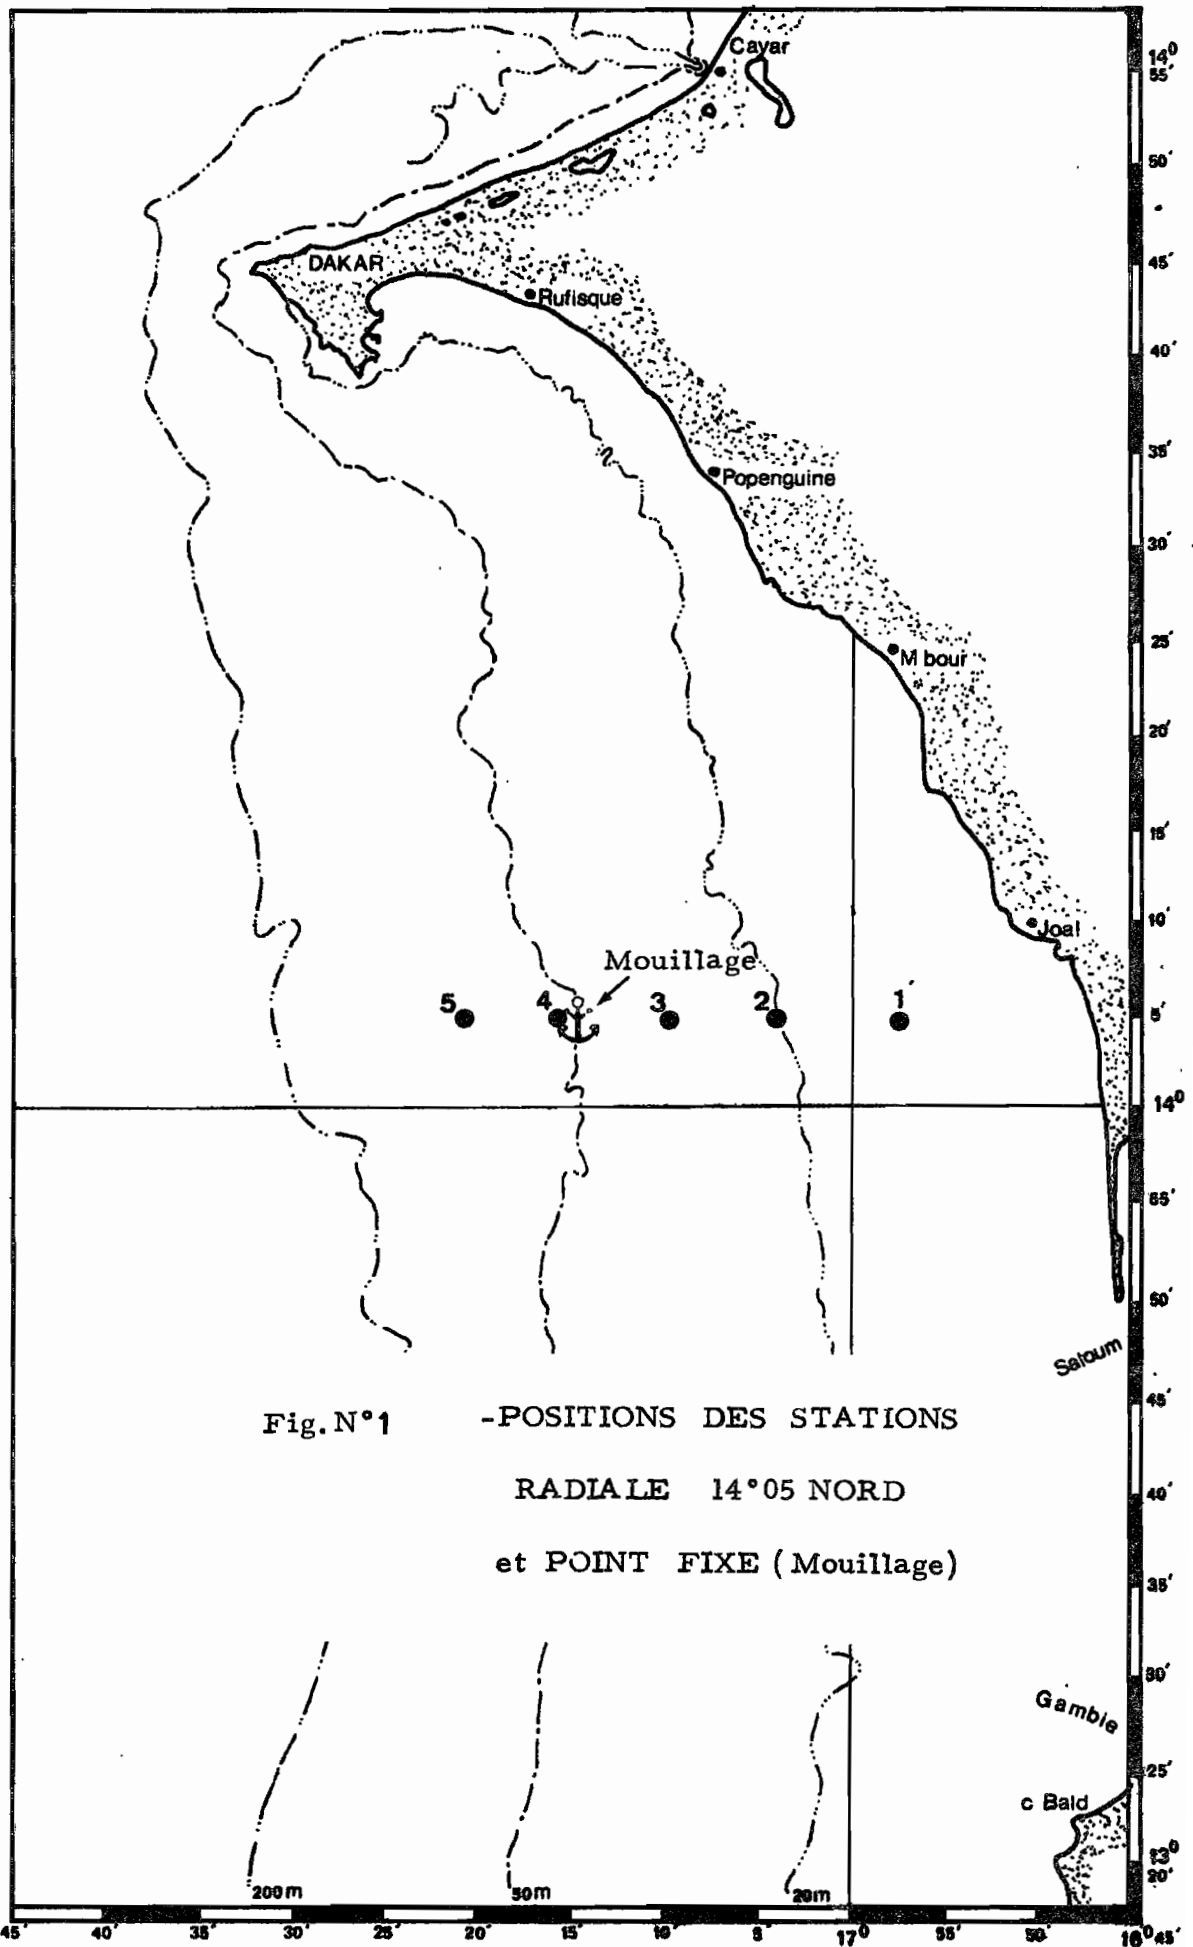 Cayar
14°
55′
50′
DAKAR
45′
Rufisque
40′
35′
Popenguine
30′
25′
M bour
20′
15′
10′
Joal
Mouillage
5 4 3 2 1′
5′
14°
55′
50′
Saloum
45′
Fig. N°1 -POSITIONS DES STATIONS
RADIALE 14°05 NORD
40′
et POINT FIXE (Mouillage)
35′
30′
Gambie
25′
c Bald
13°
20′
200m 50m 20m
45′ 40′ 35′ 30′ 25′ 20′ 15′ 10′ 5′ 17° 55′ 50′ 16°45′